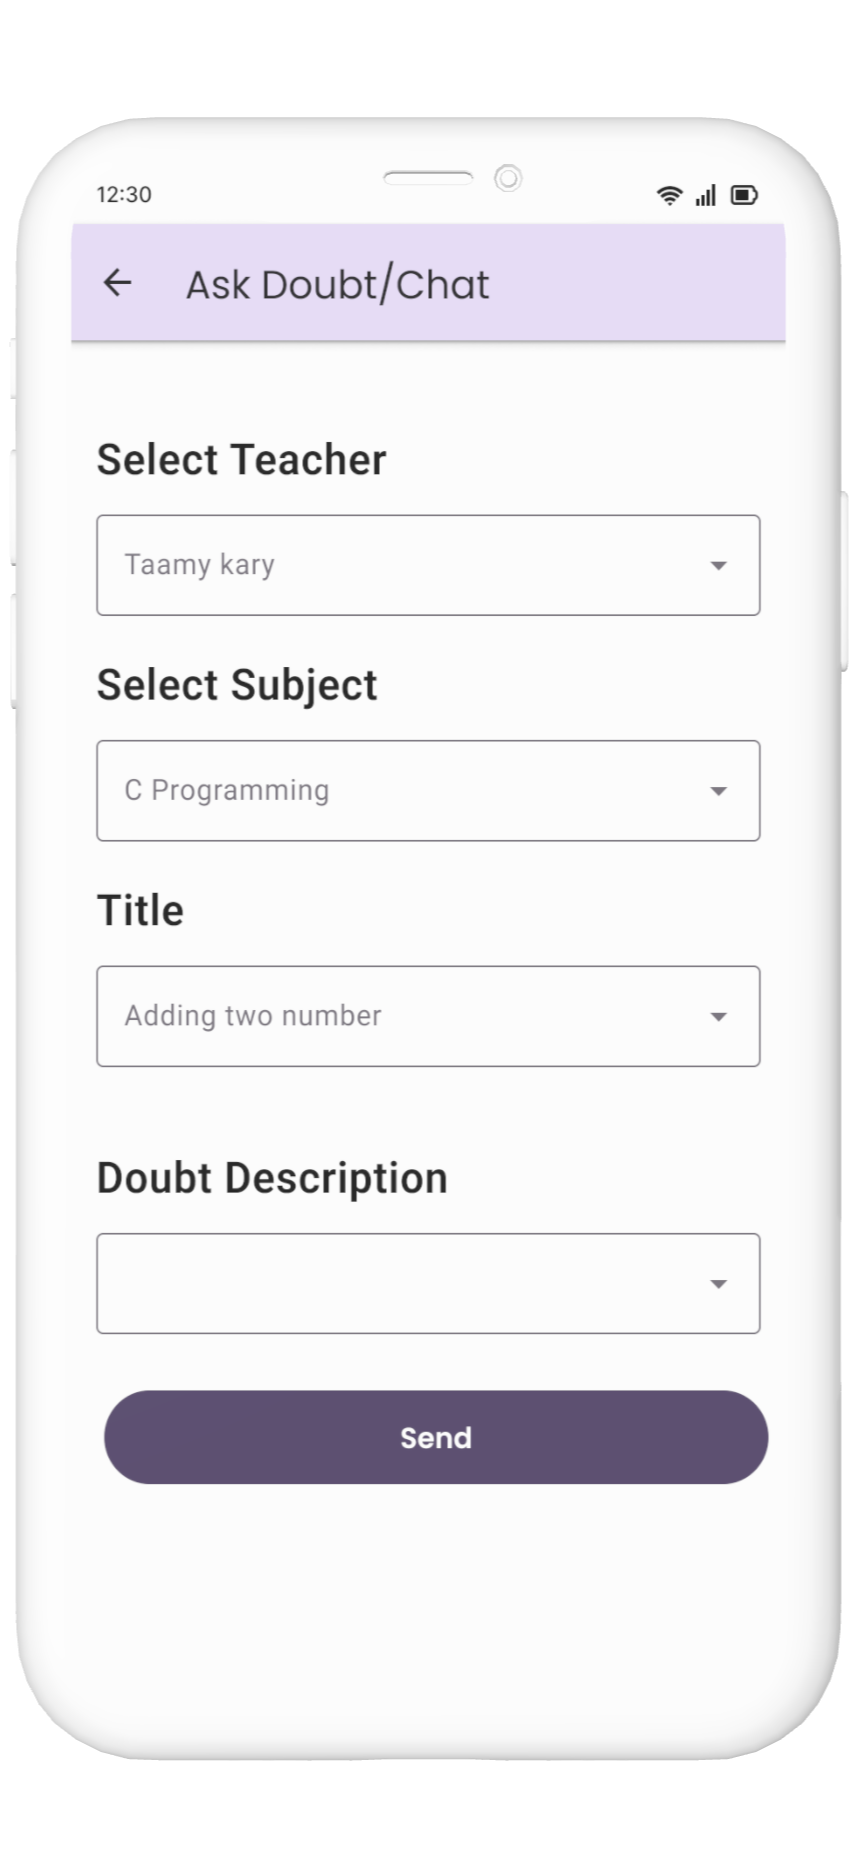 12:30
Ask Doubt/Chat
Select Teacher
Taamy kary
Select Subject
C Programming
Title
Adding two number
Doubt Description
Send